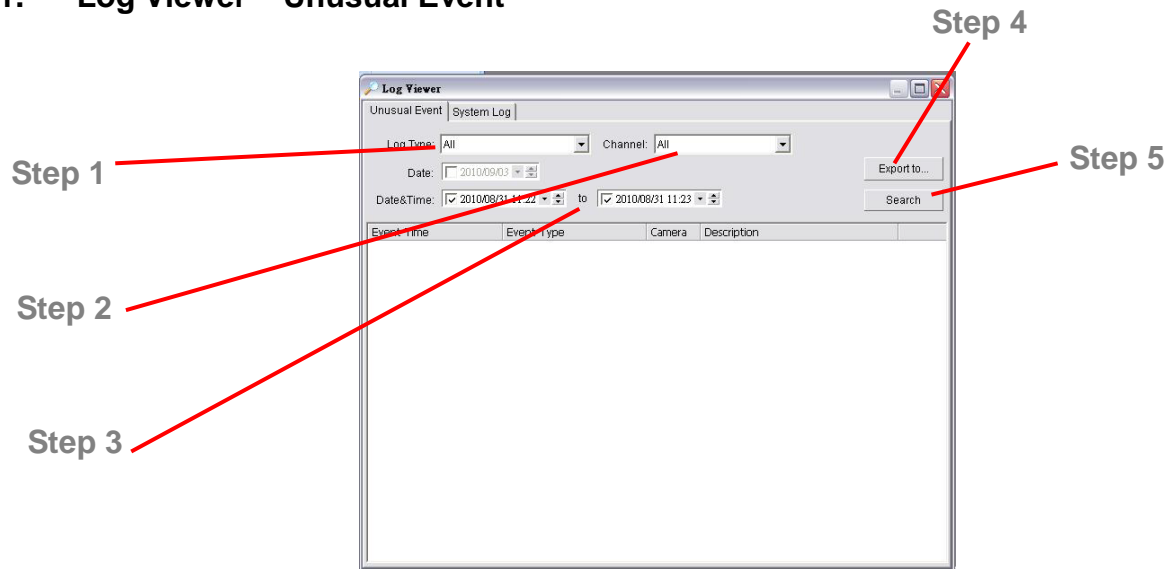 Log Viewer
Unusual Event
Step 4
Log Viewer
Unusual Event System Log
Log Type: All Channel: All
Step 1
Step 5
Date: 2010/09/03
Export to...
Date&Time: 2010/08/31 11:22 to 2010/08/31 11:23
Search
Event Time Event Type Camera Description
Step 2
Step 3